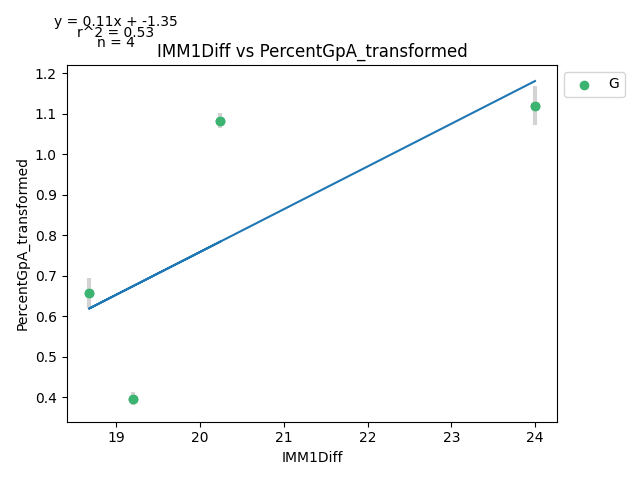 y = 0.11x + -1.35
r^2 = 0.53
n = 4
IMM1Diff vs PercentGpA_transformed
G
PercentGpA_transformed
1.2
1.1
1.0
0.9
0.8
0.7
0.6
0.5
0.4
19 20 21 22 23 24
IMM1Diff